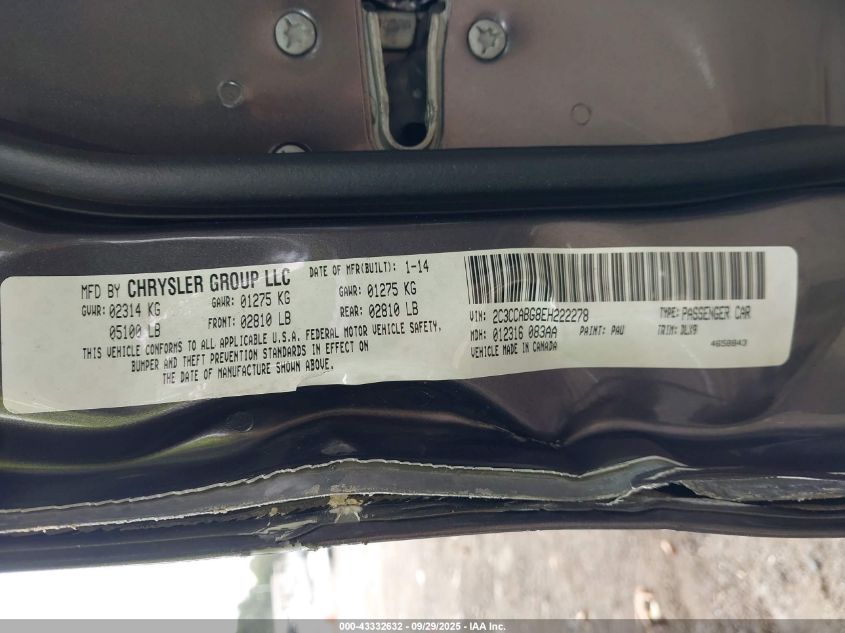 MFD BY CHRYSLER GROUP LLC DATE OF MFR(BUILT): 1-14
GVWR: 02314 KG GAWR: 01275 KG GAWR: 01275 KG
05100 LB FRONT: 02810 LB REAR: 02810 LB
THIS VEHICLE CONFORMS TO ALL APPLICABLE U.S.A. FEDERAL MOTOR VEHICLE SAFETY,
BUMPER AND THEFT PREVENTION STANDARDS IN EFFECT ON
THE DATE OF MANUFACTURE SHOWN ABOVE.
VIN: 2C3CCABG8EH222278 TYPE: PASSENGER CAR
MDH: 012316 083AA PAINT: PAU TRIM: DLX9
VEHICLE MADE IN CANADA 4658843
000-43332632 - 09/29/2025 - IAA Inc.